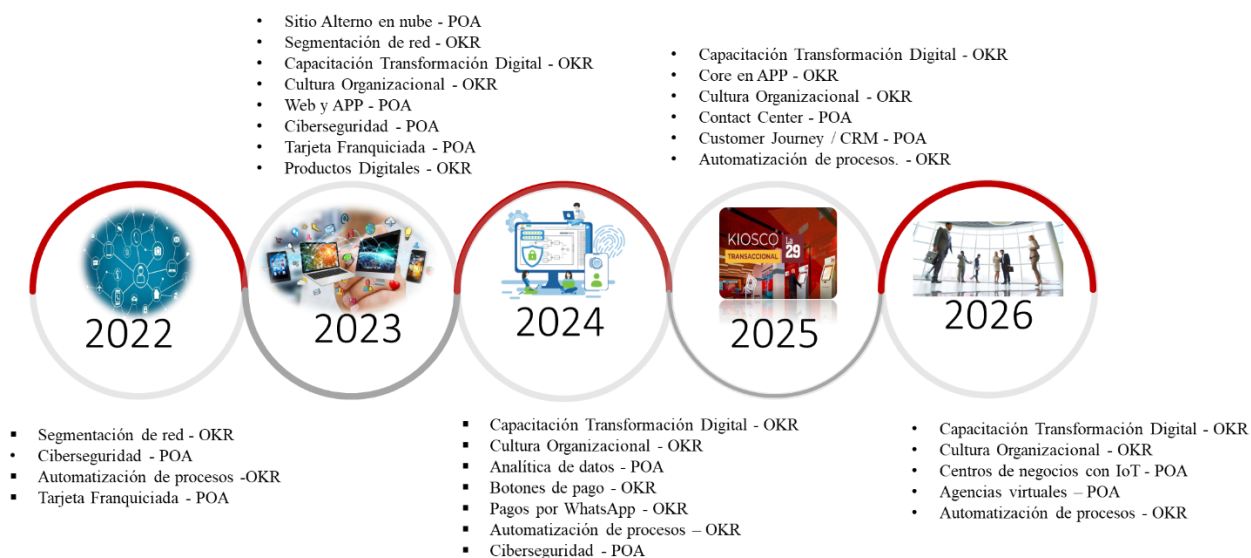 Sitio Alterno en nube - POA
Segmentación de red - OKR
Capacitación Transformación Digital - OKR
Cultura Organizacional - OKR
Web y APP - POA
Ciberseguridad - POA
Tarjeta Franquiciada - POA
Productos Digitales - OKR
Capacitación Transformación Digital - OKR
Core en APP - OKR
Cultura Organizacional - OKR
Contact Center - POA
Customer Journey / CRM - POA
Automatización de procesos. - OKR
KIOSCO
TRANSACCIONAL
La
29
2022
2023
2024
2025
2026
Segmentación de red - OKR
Ciberseguridad - POA
Automatización de procesos -OKR
Tarjeta Franquiciada - POA
Capacitación Transformación Digital - OKR
Cultura Organizacional - OKR
Analítica de datos - POA
Botones de pago - OKR
Pagos por WhatsApp - OKR
Automatización de procesos – OKR
Ciberseguridad - POA
Capacitación Transformación Digital - OKR
Cultura Organizacional - OKR
Centros de negocios con IoT - POA
Agencias virtuales – POA
Automatización de procesos - OKR